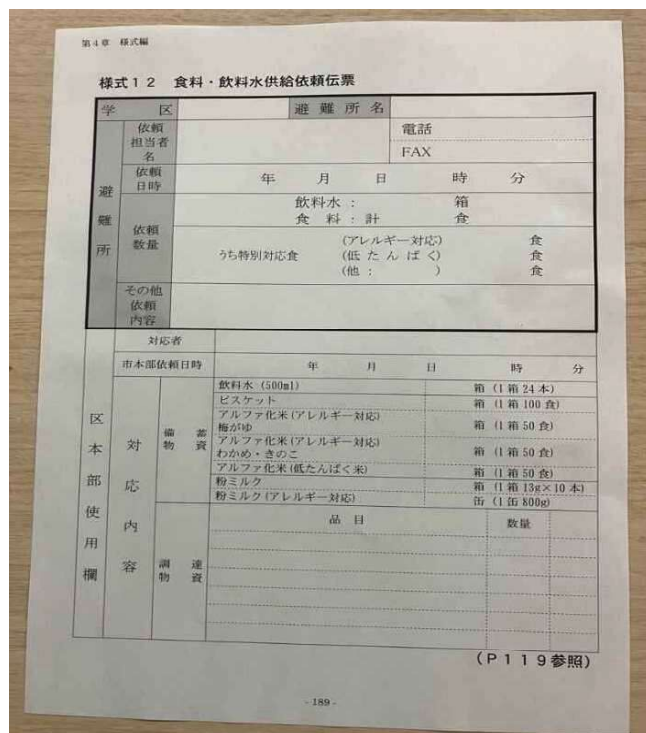 第4章 様式編
様式12 食料・飲料水供給依頼伝票
学区 避難所名
避難所
依頼担当者名
電話
FAX
依頼日時 年 月 日 時 分
依頼数量
飲料水: 箱
食料:計 食
うち特別対応食 (アレルギー対応) 食
(低たんぱく) 食
(他: ) 食
その他依頼内容
区本部使用欄
対応者
市本部依頼日時 年 月 日 時 分
対応内容
備蓄物資
飲料水(500ml) 箱(1箱24本)
ビスケット 箱(1箱100食)
アルファ化米(アレルギー対応)
梅がゆ 箱(1箱50食)
アルファ化米(アレルギー対応)
わかめ・きのこ 箱(1箱50食)
アルファ化米(低たんぱく米) 箱(1箱50食)
粉ミルク 箱(1箱13g×10本)
粉ミルク(アレルギー対応) 缶(1缶800g)
調達物資
品目 数量
(P119参照)
- 189 -